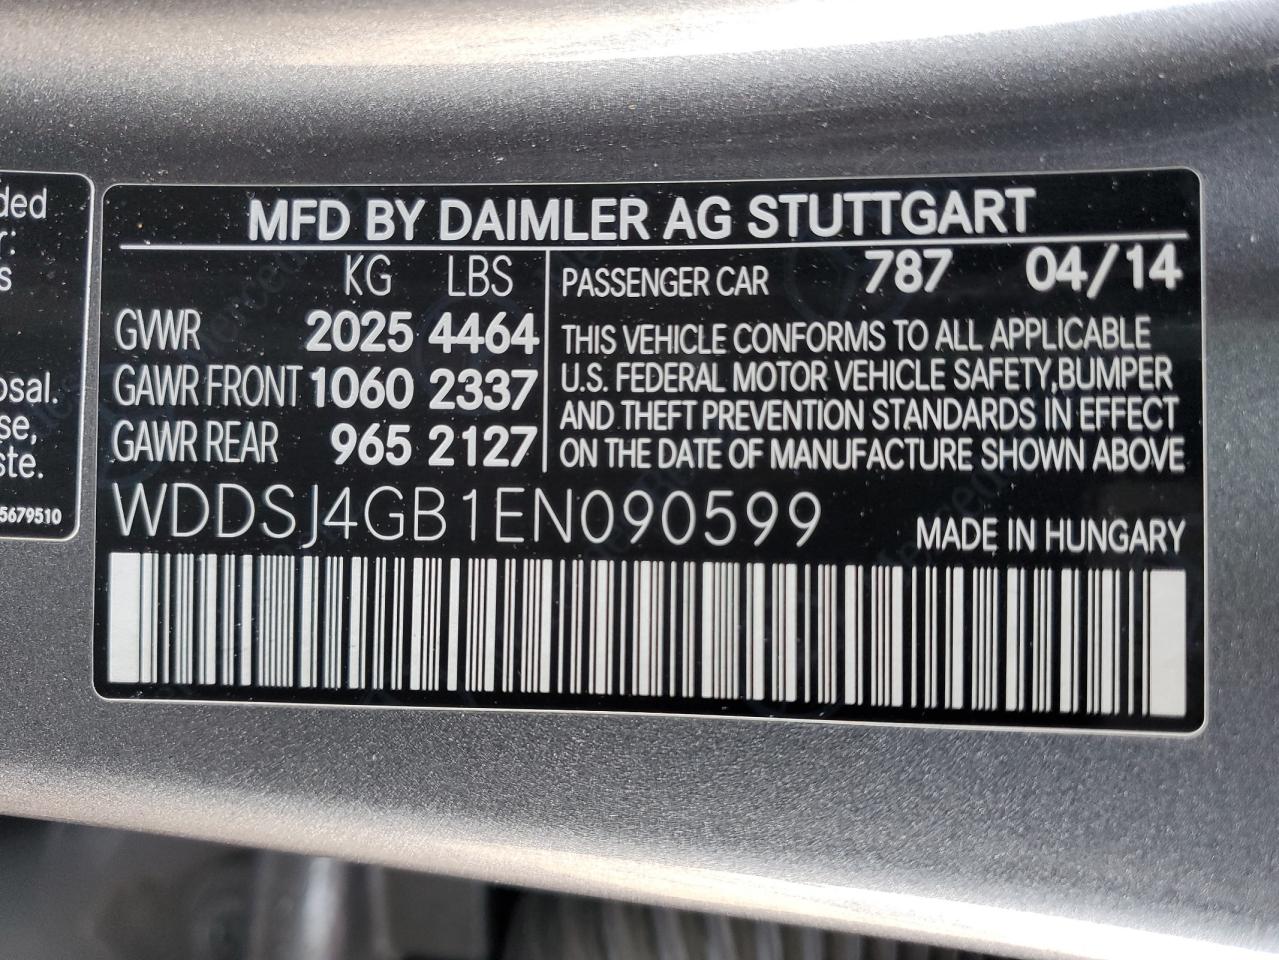 ded
r:
s
osal.
se,
ste.
5679510
MFD BY DAIMLER AG STUTTGART
KG LBS
GVWR 2025 4464
GAWR FRONT 1060 2337
GAWR REAR 965 2127
PASSENGER CAR 787 04/14
THIS VEHICLE CONFORMS TO ALL APPLICABLE
U.S. FEDERAL MOTOR VEHICLE SAFETY,BUMPER
AND THEFT PREVENTION STANDARDS IN EFFECT
ON THE DATE OF MANUFACTURE SHOWN ABOVE
WDDSJ4GB1EN090599
MADE IN HUNGARY